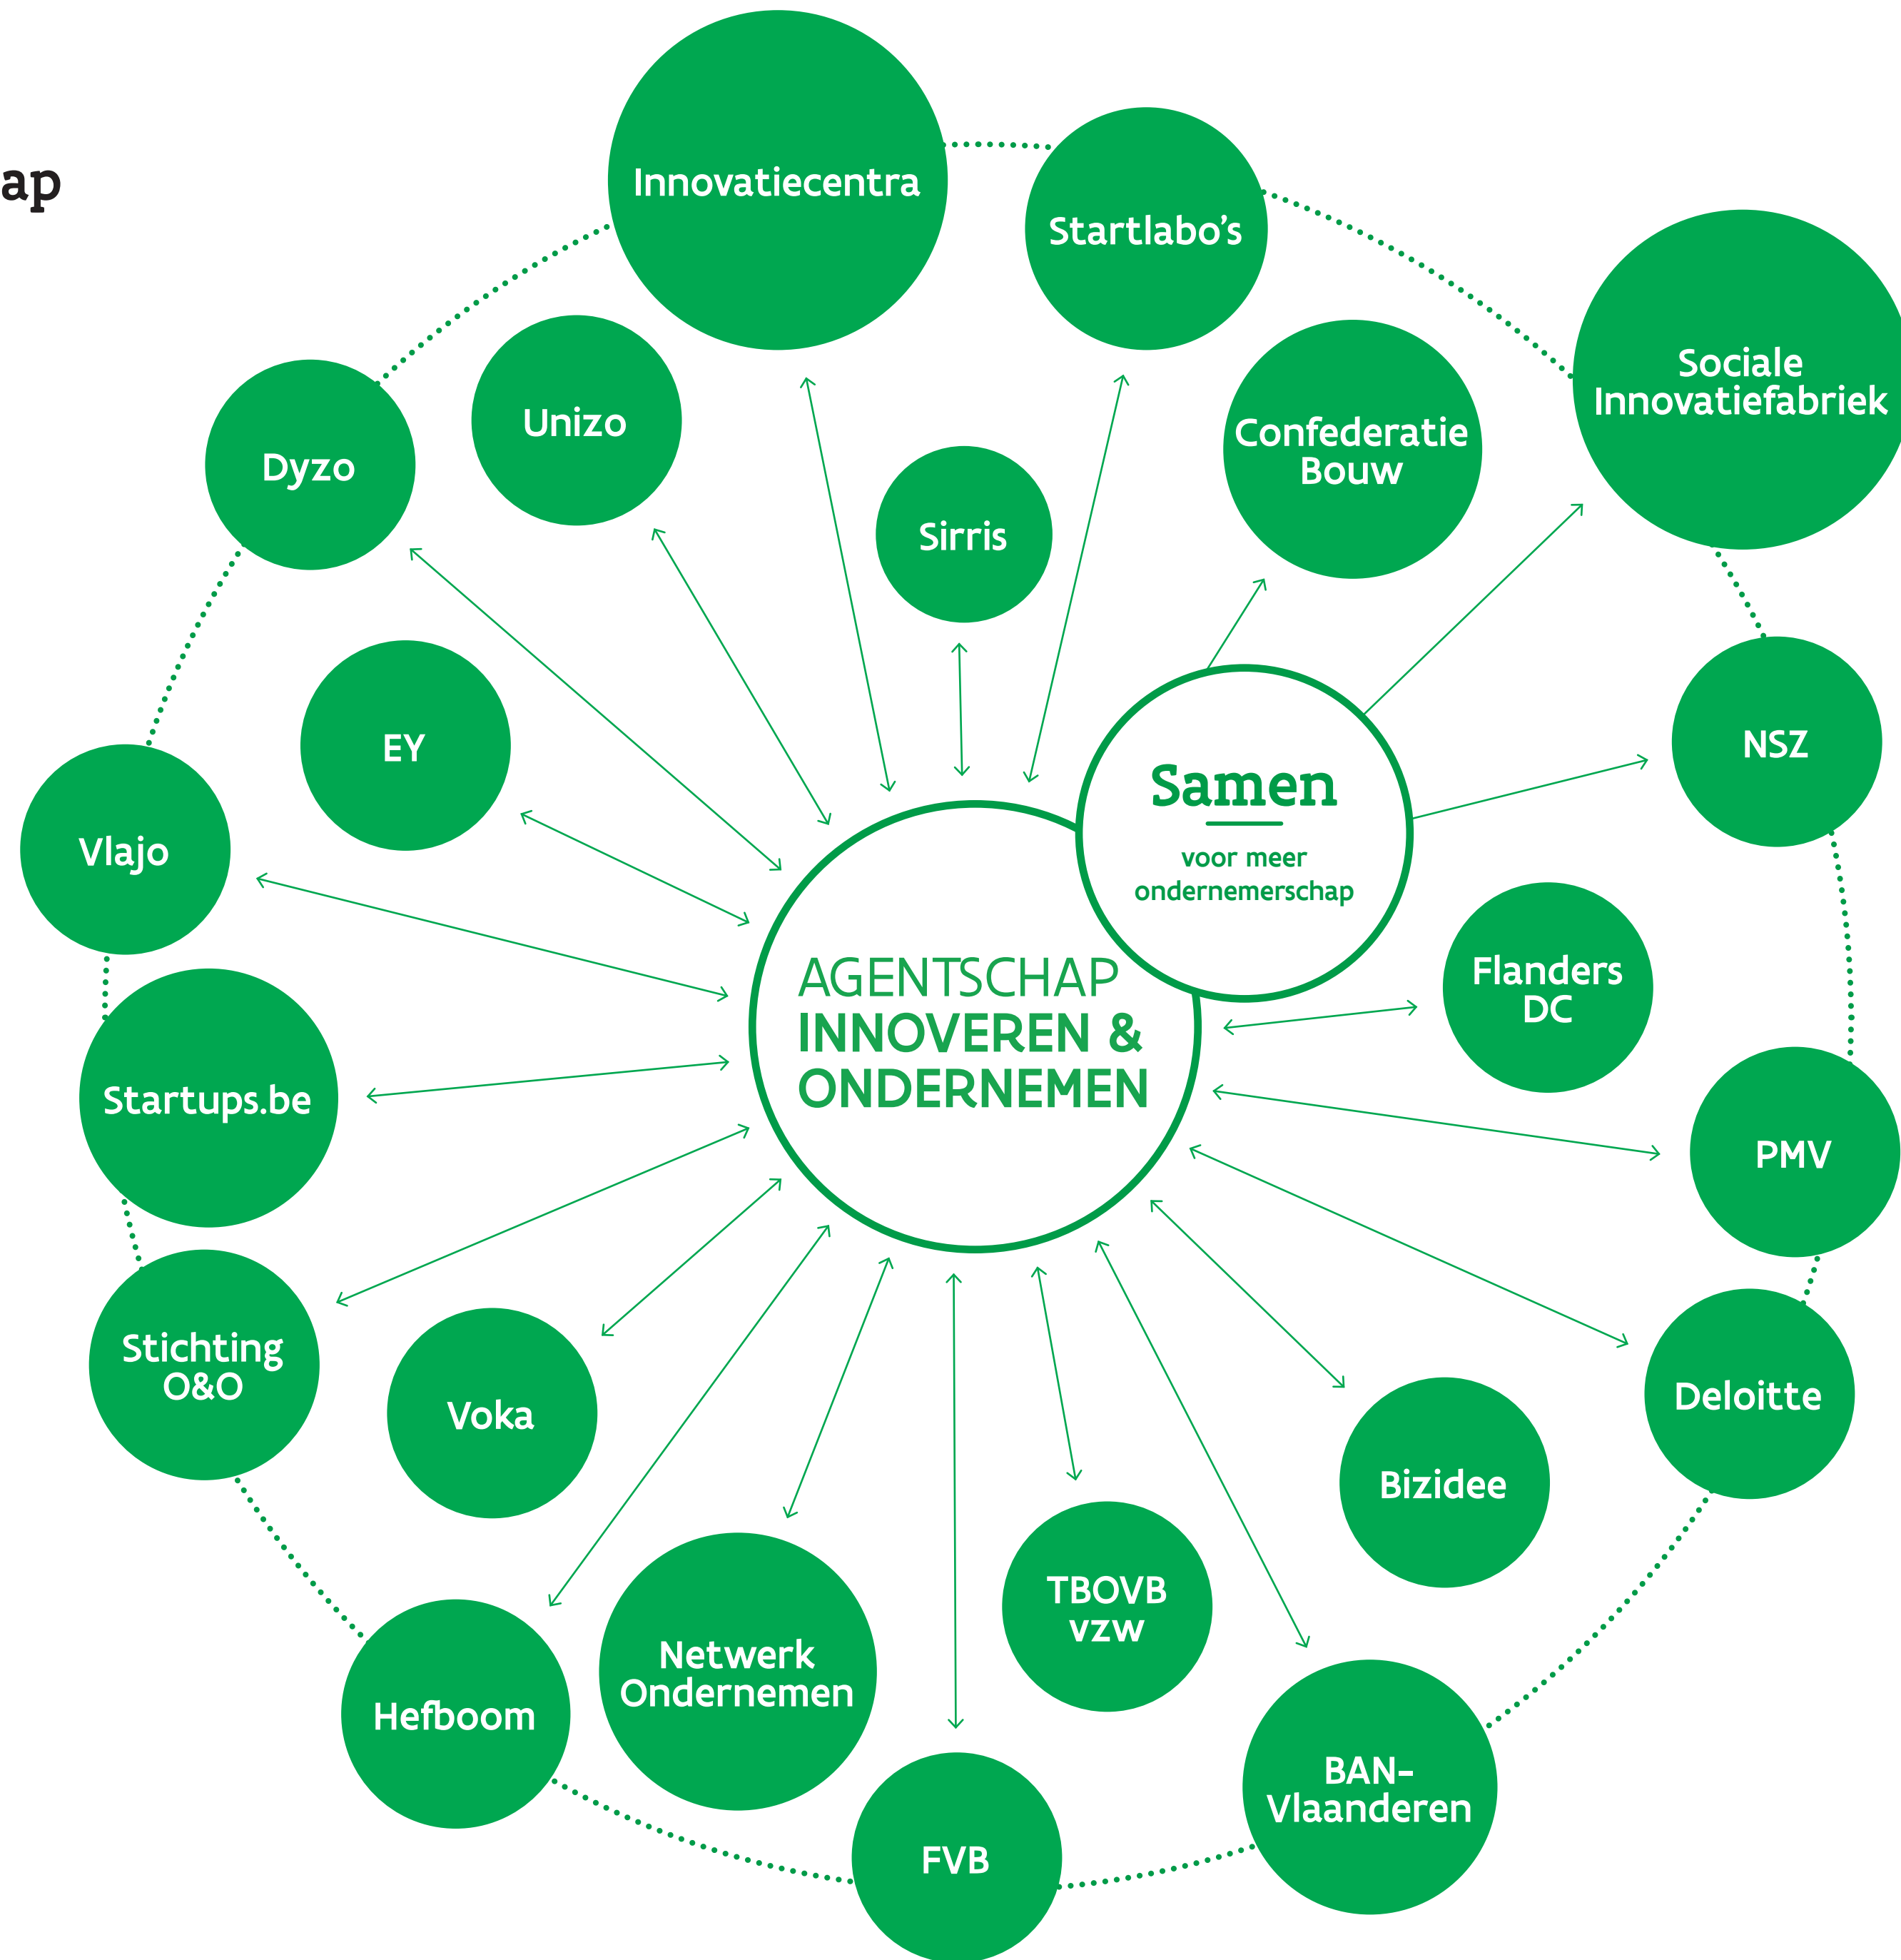 ap
Innovatiecentra
Startlabo's
Sociale
Innovatiefabriek
Confederatie
Bouw
Unizo
Dyzo
Sirris
EY
NSZ
Samen
voor meer
ondernemerschap
Vlajo
Flanders
DC
AGENTSCHAP
INNOVEREN &
ONDERNEMEN
Startups.be
PMV
Stichting
O&O
Voka
Deloitte
Bizidee
TBOVB
vzw
Netwerk
Ondernemen
Hefboom
BAN-
Vlaanderen
FVB